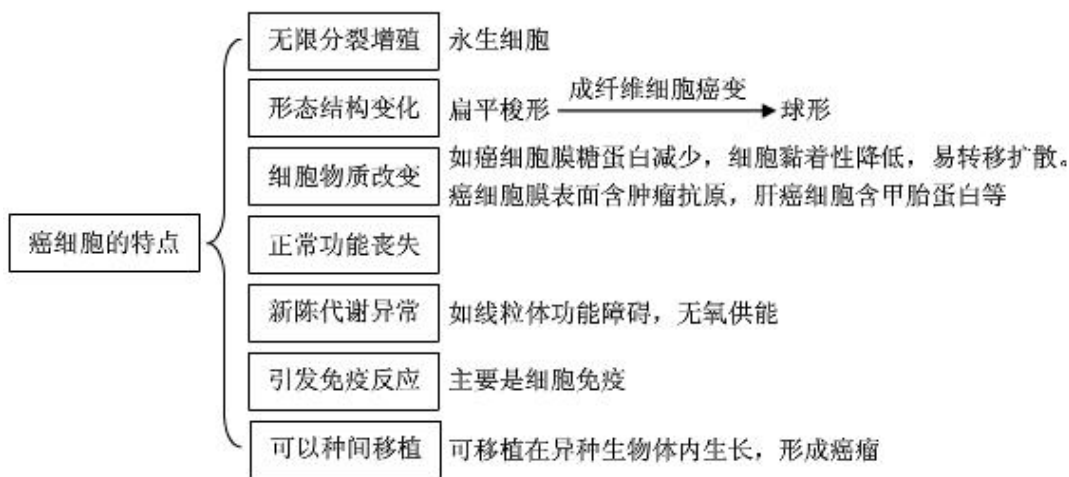 无限分裂增殖 永生细胞
形态结构变化 扁平梭形 成纤维细胞癌变 球形
细胞物质改变 如癌细胞膜糖蛋白减少，细胞黏着性降低，易转移扩散。
癌细胞膜表面含肿瘤抗原，肝癌细胞含甲胎蛋白等
癌细胞的特点
正常功能丧失
新陈代谢异常 如线粒体功能障碍，无氧供能
引发免疫反应 主要是细胞免疫
可以种间移植 可移植在异种生物体内生长，形成癌瘤